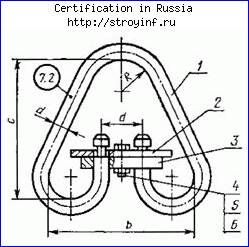 Certification in Russia
http://stroyinf.ru
7.2
R
1
d
d
2
c
3
4
5
b
6